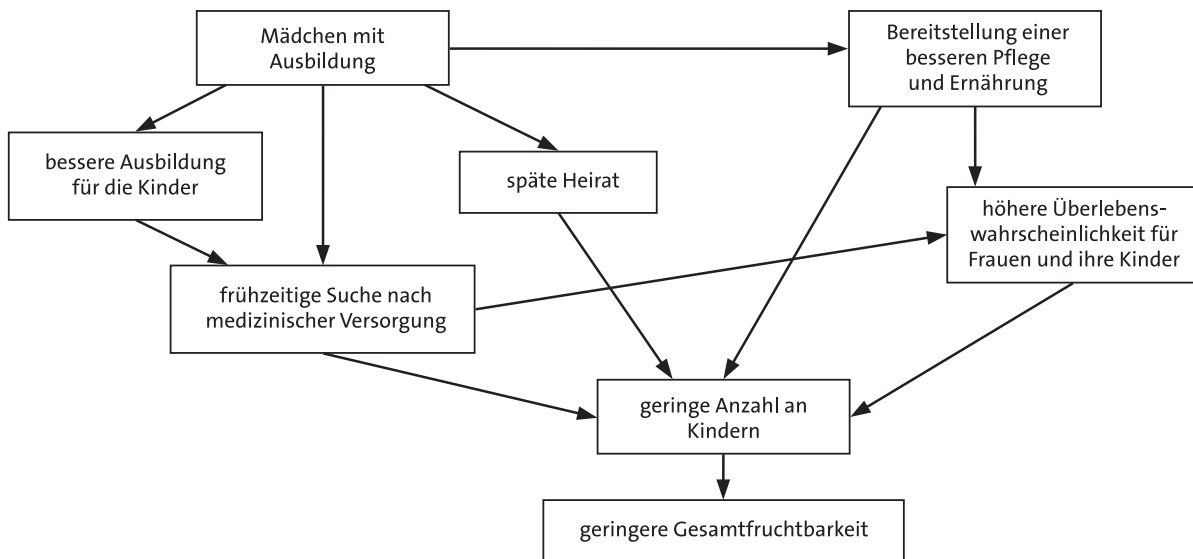 Mädchen mit
Ausbildung
Bereitstellung einer
besseren Pflege
und Ernährung
bessere Ausbildung
für die Kinder
späte Heirat
höhere Überlebens-
wahrscheinlichkeit für
Frauen und ihre Kinder
frühzeitige Suche nach
medizinischer Versorgung
geringe Anzahl an
Kindern
geringere Gesamtfruchtbarkeit